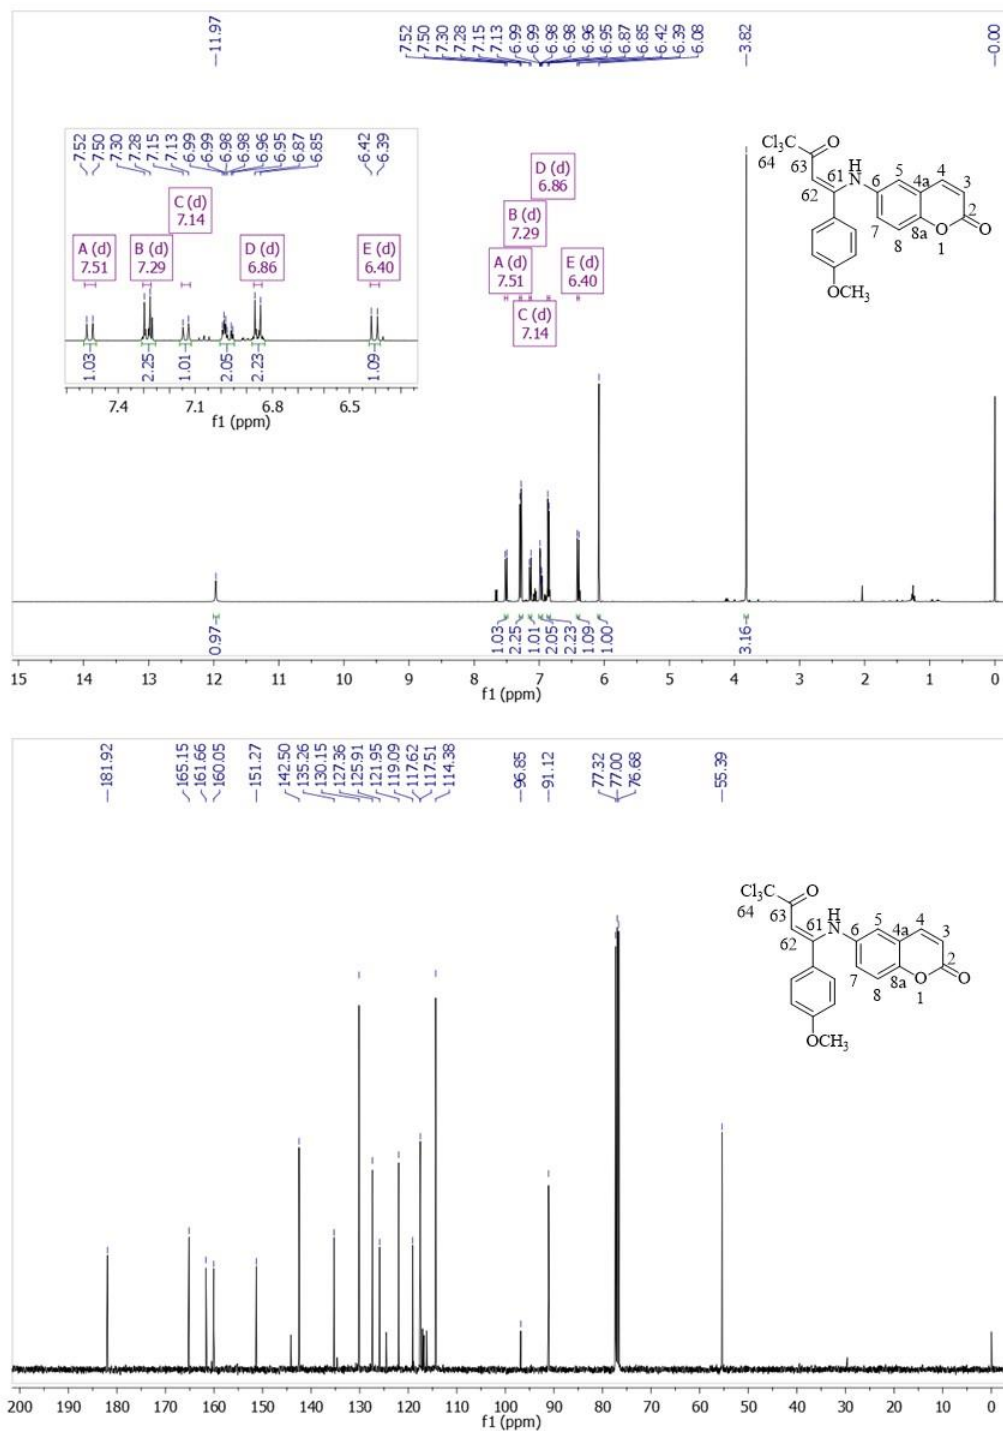 11.97
7.52
7.50
7.30
7.28
7.15
7.13
6.99
6.99
6.98
6.98
6.96
6.95
6.87
6.85
6.42
6.39
6.08
3.82
0.00
7.52
7.50
7.30
7.28
7.15
7.13
6.99
6.99
6.98
6.98
6.96
6.95
6.87
6.85
6.42
6.39
C (d)
7.14
A (d)
7.51
B (d)
7.29
D (d)
6.86
E (d)
6.40
1.03
2.25
1.01
2.05
2.23
1.09
7.4 7.1 6.8 6.5
f1 (ppm)
D (d)
6.86
B (d)
7.29
A (d)
7.51
E (d)
6.40
C (d)
7.14
Cl3C O
64 63 H
61 N 5 4
62 6 4a 3
7 8a 2
8 O O
1
OCH3
0.97
1.03
2.25
1.01
2.05
2.23
1.09
1.00
3.16
15 14 13 12 11 10 9 8 7 6 5 4 3 2 1 0
f1 (ppm)
181.92
165.15
161.66
160.05
151.27
142.50
135.26
130.15
127.36
125.91
121.95
119.09
117.62
117.51
114.38
96.85
91.12
77.32
77.00
76.68
55.39
Cl3C O
64 63 H
61 N 5 4
62 6 4a 3
7 8a 2
8 O O
1
OCH3
200 190 180 170 160 150 140 130 120 110 100 90 80 70 60 50 40 30 20 10 0
f1 (ppm)